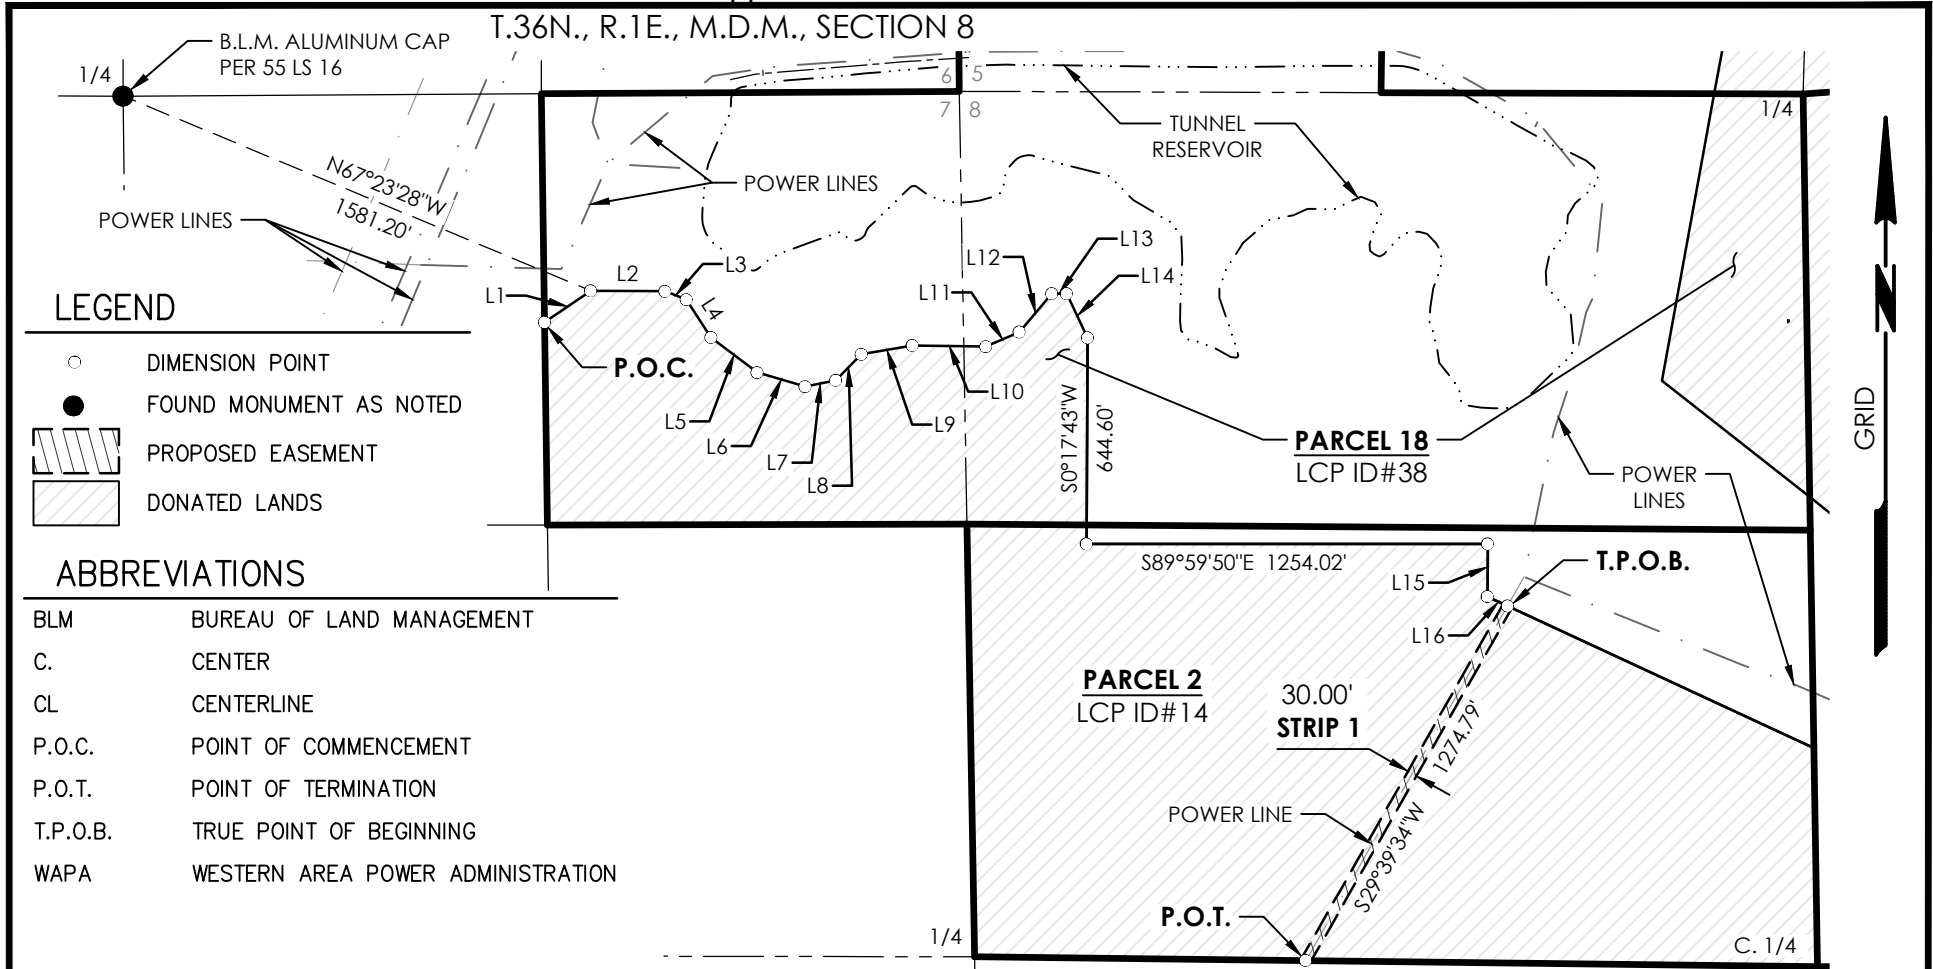 T.36N., R.1E., M.D.M., SECTION 8
B.L.M. ALUMINUM CAP
PER 55 LS 16
1/4
6
5
7
8
1/4
TUNNEL
RESERVOIR
POWER LINES
N67°23'28"W
1581.20'
POWER LINES
L1
L2
L3
L4
L5
L6
L7
L8
L9
L10
L11
L12
L13
L14
P.O.C.
S0°17'43"W
644.60'
PARCEL 18
LCP ID#38
POWER
LINES
GRID
N
LEGEND
DIMENSION POINT
FOUND MONUMENT AS NOTED
PROPOSED EASEMENT
DONATED LANDS
S89°59'50"E 1254.02'
L15
L16
T.P.O.B.
ABBREVIATIONS
BLM BUREAU OF LAND MANAGEMENT
C. CENTER
CL CENTERLINE
P.O.C. POINT OF COMMENCEMENT
P.O.T. POINT OF TERMINATION
T.P.O.B. TRUE POINT OF BEGINNING
WAPA WESTERN AREA POWER ADMINISTRATION
PARCEL 2
LCP ID#14
30.00'
STRIP 1
1274.79'
S29°39'34"W
POWER LINE
P.O.T.
1/4
C. 1/4